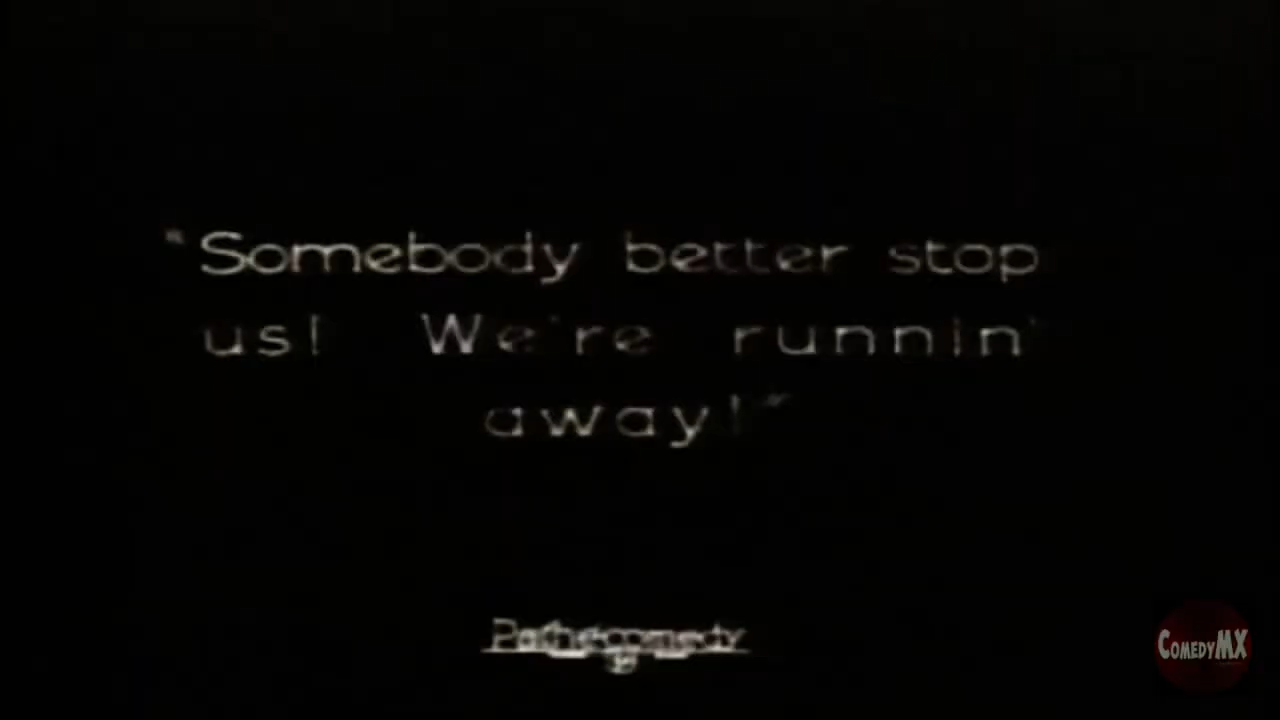 "Somebody better stop
us! We're runnin'
away!"
Pathécomedy
COMEDYMX